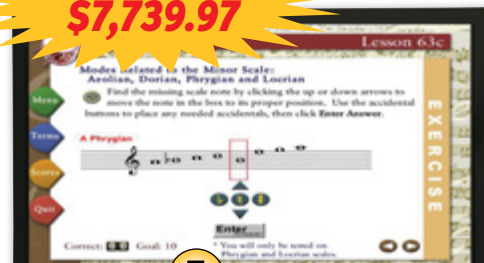 $7,739.97
Lesson 63c
Modes Related to the Minor Scale:
Aeolian, Dorian, Phrygian and Locrian
Find the missing scale note by clicking the up or down arrows to
move the note in the box to its proper position. Use the accidental
buttons to place any needed accidentals, then click Enter Answer.
A Phrygian
Menu
Terms
Scores
Quit
EXERCISE
Enter
Correct: 0 0 Goal: 10
* You will only be tested on
Phrygian and Locrian scales.